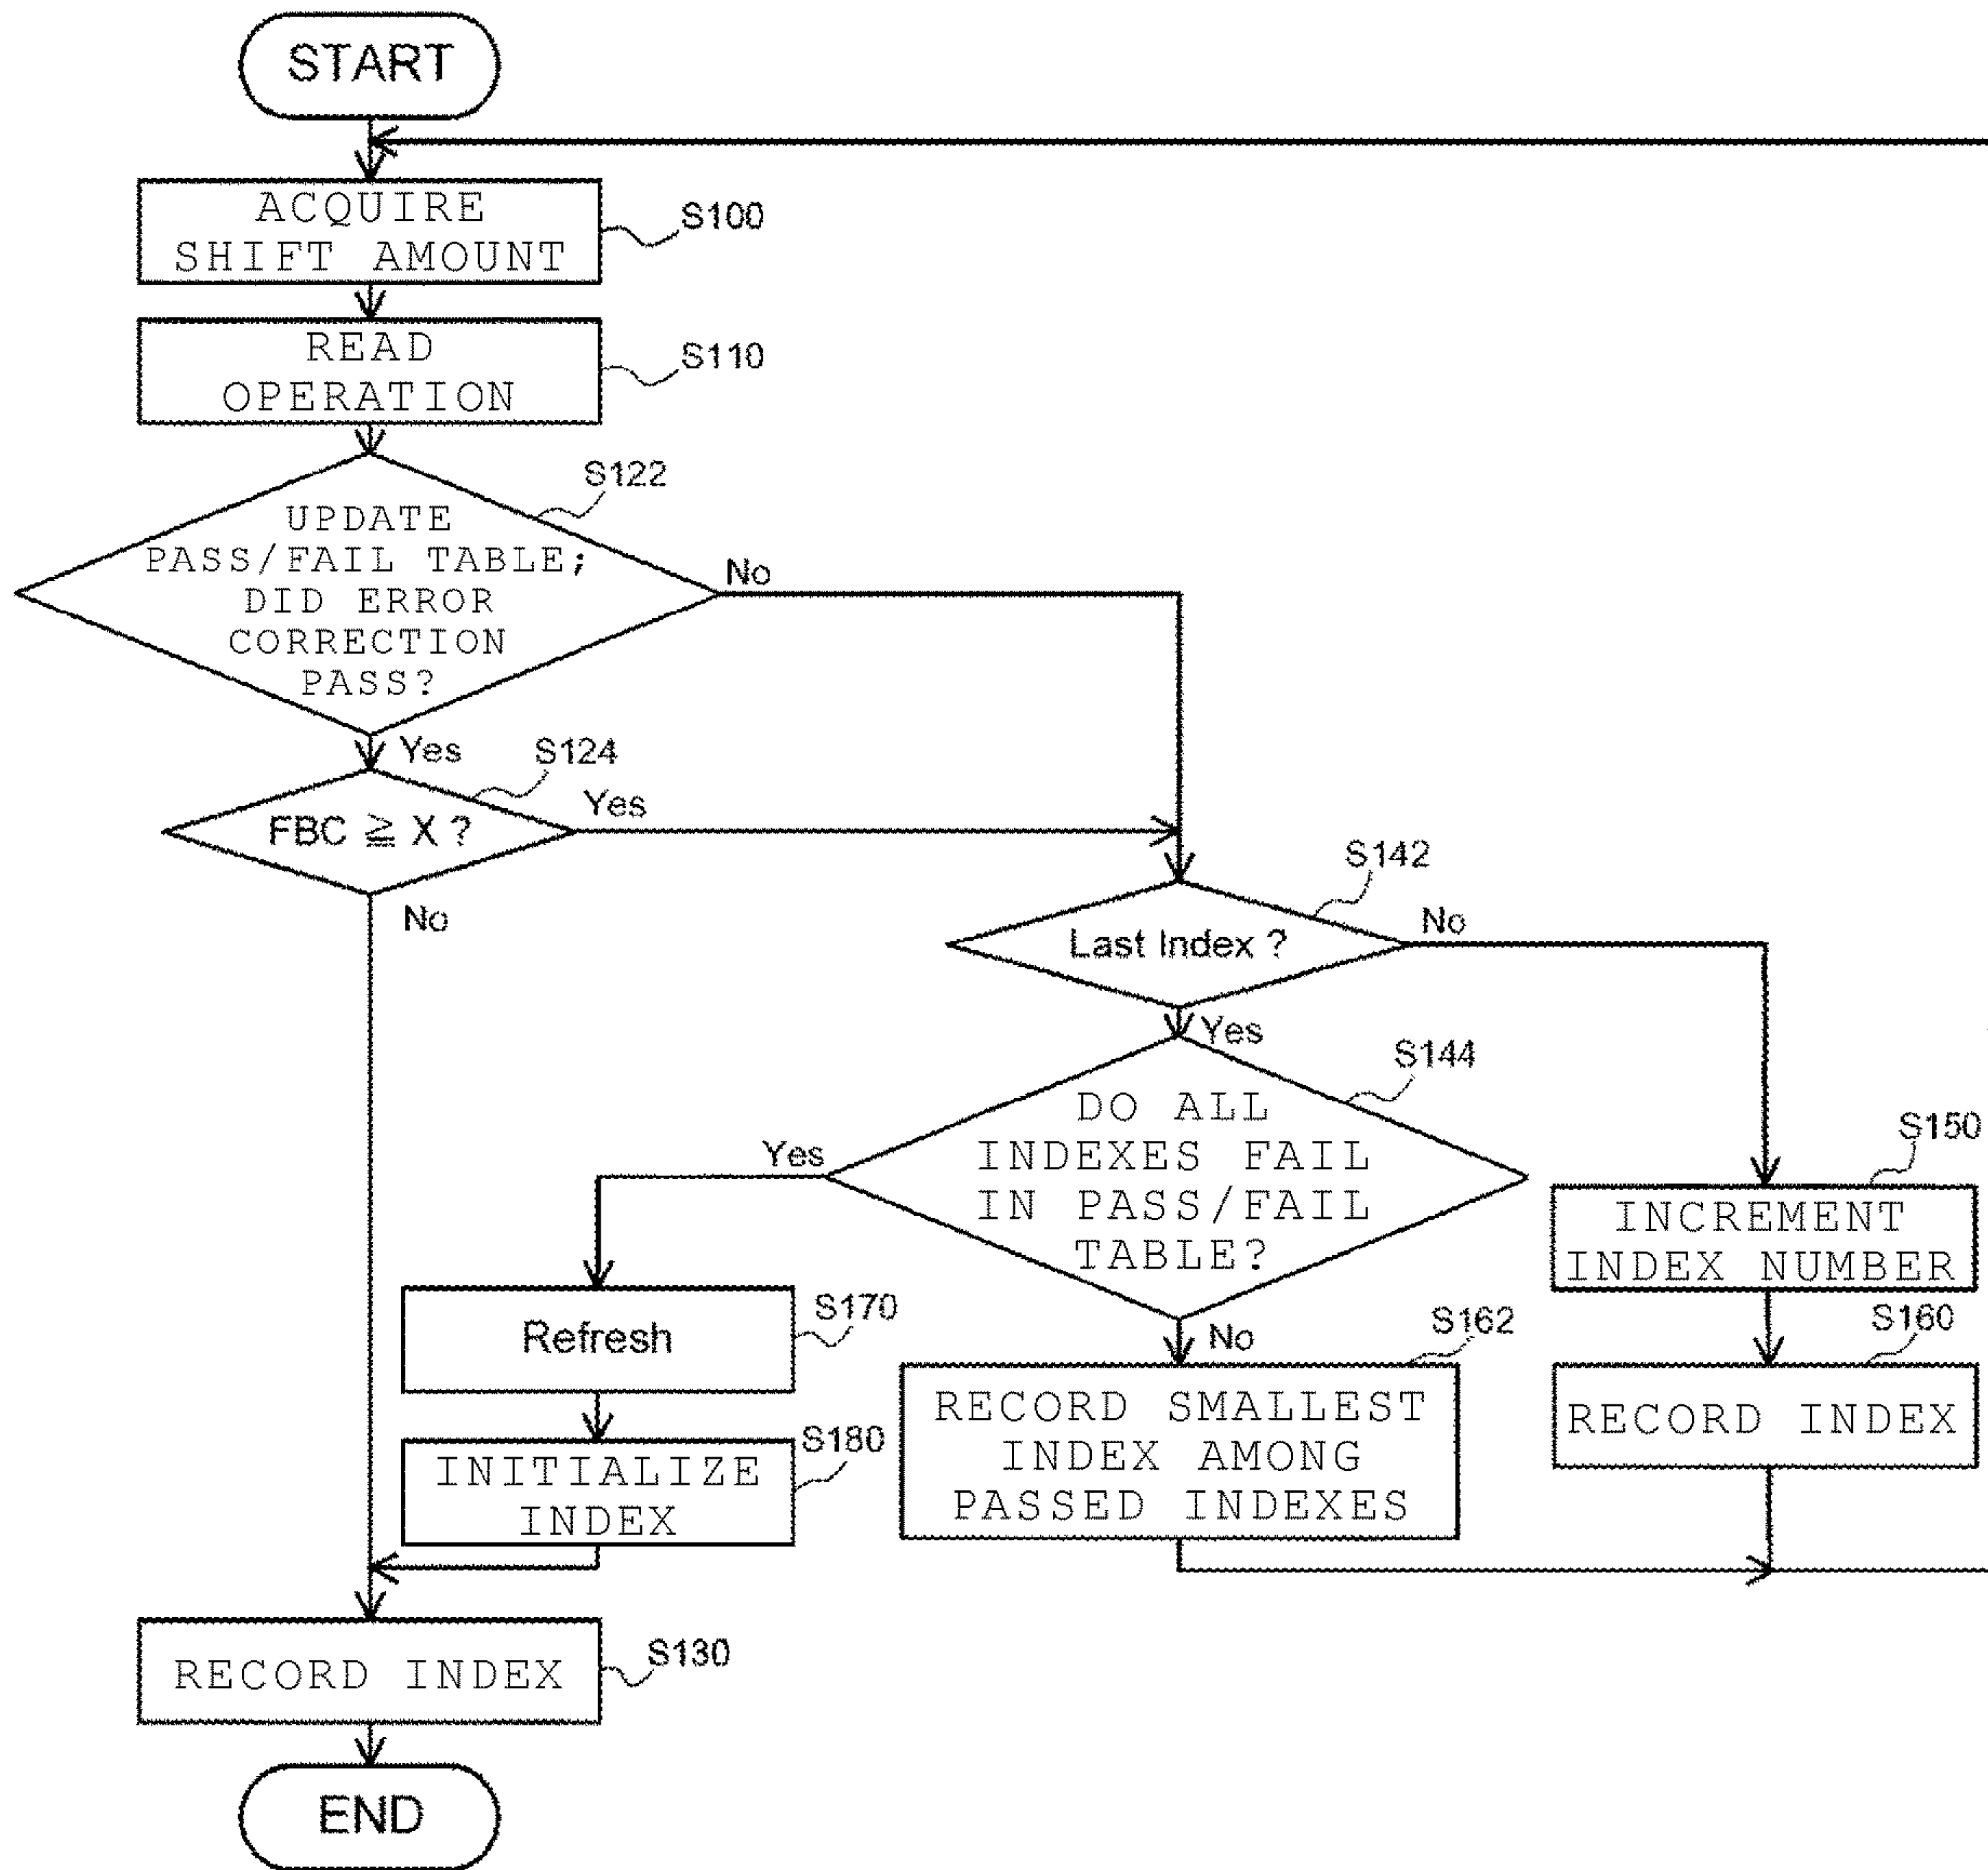 START
ACQUIRE
SHIFT AMOUNT
S100
READ
OPERATION
S110
UPDATE
PASS/FAIL TABLE;
DID ERROR
CORRECTION
PASS?
S122
No
Yes
FBC ≧ X ?
S124
Yes
No
Last Index ?
S142
No
Yes
DO ALL
INDEXES FAIL
IN PASS/FAIL
TABLE?
S144
Yes
No
INCREMENT
INDEX NUMBER
S150
RECORD INDEX
S160
Refresh
S170
INITIALIZE
INDEX
S180
RECORD SMALLEST
INDEX AMONG
PASSED INDEXES
S162
RECORD INDEX
S130
END